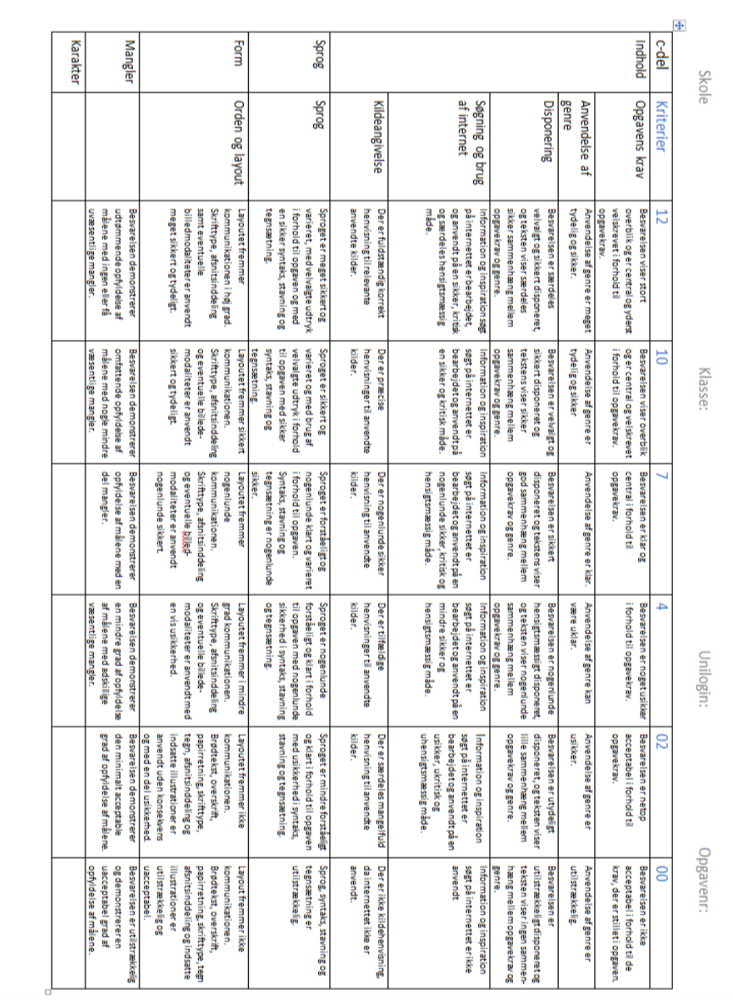 Skole
Klasse:
Unilogin:
Opgavenr:
c-del
Kriterier
12
10
7
4
02
00
Indhold
Opgavens krav
Besvarelsen viser stort
overblik og er central og yderst
velskrevet i forhold til
opgavekrav.
Besvarelsen viser overblik
og er central og velskrevet
i forhold til opgavekrav.
Besvarelsen er klar og
central i forhold til
opgavekrav.
Besvarelsen er noget usikker
i forhold til opgavekrav.
Besvarelsen er netop
acceptabel i forhold til
opgavekrav.
Besvarelsen er ikke
acceptabel i forhold til de
krav, der er stillet i opgaven.
Anvendelse af
genre
Anvendelse af genre er meget
tydelig og sikker.
Anvendelse af genre er
tydelig og sikker
Anvendelse af genre er klar.
Anvendelse af genre kan
være uklar.
Anvendelse af genre er
usikker.
Anvendelse af genre er
utilstrækkelig.
Disponering
Besvarelsen er særdeles
velvalgt og sikkert disponeret,
og teksten viser særdeles
sikker sammenhæng mellem
opgavekrav og genre.
Besvarelsen er velvalgt og
sikkert disponeret og
tekstens viser sikker
sammenhæng mellem
opgavekrav og genre.
Besvarelsen er sikkert
disponeret og tekstens viser
god sammenhæng mellem
opgavekrav og genre.
Besvarelsen er nogenlunde
hensigtsmæssigt disponeret,
og teksten viser nogenlunde
sammenhæng mellem
opgavekrav og genre.
Besvarelsen er utydeligt
disponeret, og teksten viser
lille sammenhæng mellem
opgavekrav og genre.
Besvarelsen er
utilstrækkelig disponeret og
teksten viser ingen sammen-
hæng mellem opgavekrav og
genre.
Søgning og brug
af internet
Information og inspiration søgt
på internettet er bearbejdet,
og anvendt på en sikker, kritisk
og særdeles hensigtsmæssig
måde.
Information og inspiration
søgt på internettet er
bearbejdet og anvendt på
en sikker og kritisk måde.
Information og inspiration
søgt på internettet er
bearbejdet og anvendt på en
nogenlunde sikker, kritisk og
hensigtsmæssig måde.
Information og inspiration
søgt på internettet er
bearbejdet og anvendt på en
mindre sikker og
hensigtsmæssig måde.
Information og inspiration
søgt på internettet er
bearbejdet og anvendt på en
usikker, ukritisk og
uhensigtsmæssig måde.
Information og inspiration
søgt på internettet er ikke
anvendt
Kildeangivelse
Der er fuldstændig korrekt
henvisning til relevante
anvendte kilder.
Der er præcise
henvisninger til anvendte
kilder.
Der er nogenlunde sikker
henvisning til anvendte
kilder.
Der er tilfældige
henvisninger til anvendte
kilder.
Der er særdeles mangelfuld
henvisning til anvendte
kilder.
Der er ikke kildehenvisning,
da internettet ikke er
anvendt.
Sprog
Sprog
Sproget er meget sikkert og
varieret, med velvalgte udtryk
i forhold til opgaven og med
en sikker syntaks, stavning og
tegnsætning.
Sproget er sikkert og
varieret og med brug af
velvalgte udtryk i forhold
til opgaven med sikker
syntaks, stavning og
tegnsætning.
Sproget er forståeligt og
nogenlunde klart og varieret
i forhold til opgaven.
Syntaks, stavning og
tegnsætning er nogenlunde
sikker.
Sproget er nogenlunde
forståeligt og klart i forhold
til opgaven med nogenlunde
sikkerhed i syntaks, stavning
og tegnsætning.
Sproget er mindre forståeligt
og klart i forhold til opgaven
med usikkerhed i syntaks,
stavning og tegnsætning.
Sprog, syntaks, stavning og
tegnsætning er
utilstrækkelig.
Form
Orden og layout
Layoutet fremmer
kommunikationen i høj grad.
Skrifttype, afsnitsinddeling
samt eventuelle
billedmodaliteter er anvendt
meget sikkert og tydeligt.
Layoutet fremmer sikkert
kommunikationen.
Skrifttype, afsnitsinddeling
og eventuelle billede-
modaliteter er anvendt
sikkert og tydeligt.
Layoutet fremmer
nogenlunde
kommunikationen.
Skrifttype, afsnitsinddeling
og eventuelle billed-
modaliteter er anvendt
nogenlunde sikkert.
Layoutet fremmer i mindre
grad kommunikationen.
Skrifttype, afsnitsinddeling
og eventuelle billede-
modaliteter er anvendt med
en vis usikkerhed.
Layoutet fremmer ikke
kommunikationen.
Brødtekst, overskrift,
papirretning, skrifttype,
tegn, afsnitsinddeling og
indsatte illustrationer er
anvendt uden konsekvens
og med en del usikkerhed.
Layout fremmer ikke
kommunikationen.
Brødtekst, overskrift,
papirretning, skrifttype, tegn
afsnitsinddeling og indsatte
illustrationer er
utilstrækkelig og
uacceptabel.
Mangler
Besvarelsen demonstrerer
udtømmende opfyldelse af
målene med ingen eller få
uvæsentlige mangler.
Besvarelsen demonstrerer
omfattende opfyldelse af
målene med nogle mindre
væsentlige mangler.
Besvarelsen demonstrerer
opfyldelse af målene med en
del mangler.
Besvarelsen demonstrerer
en mindre grad af opfyldelse
af målene med adskillige
væsentlige mangler.
Besvarelsen demonstrerer
den minimalt acceptable
grad af opfyldelse af målene.
Besvarelsen er utilstrækkelig
og demonstrerer en
uacceptabel grad af
opfyldelse af målene.
Karakter